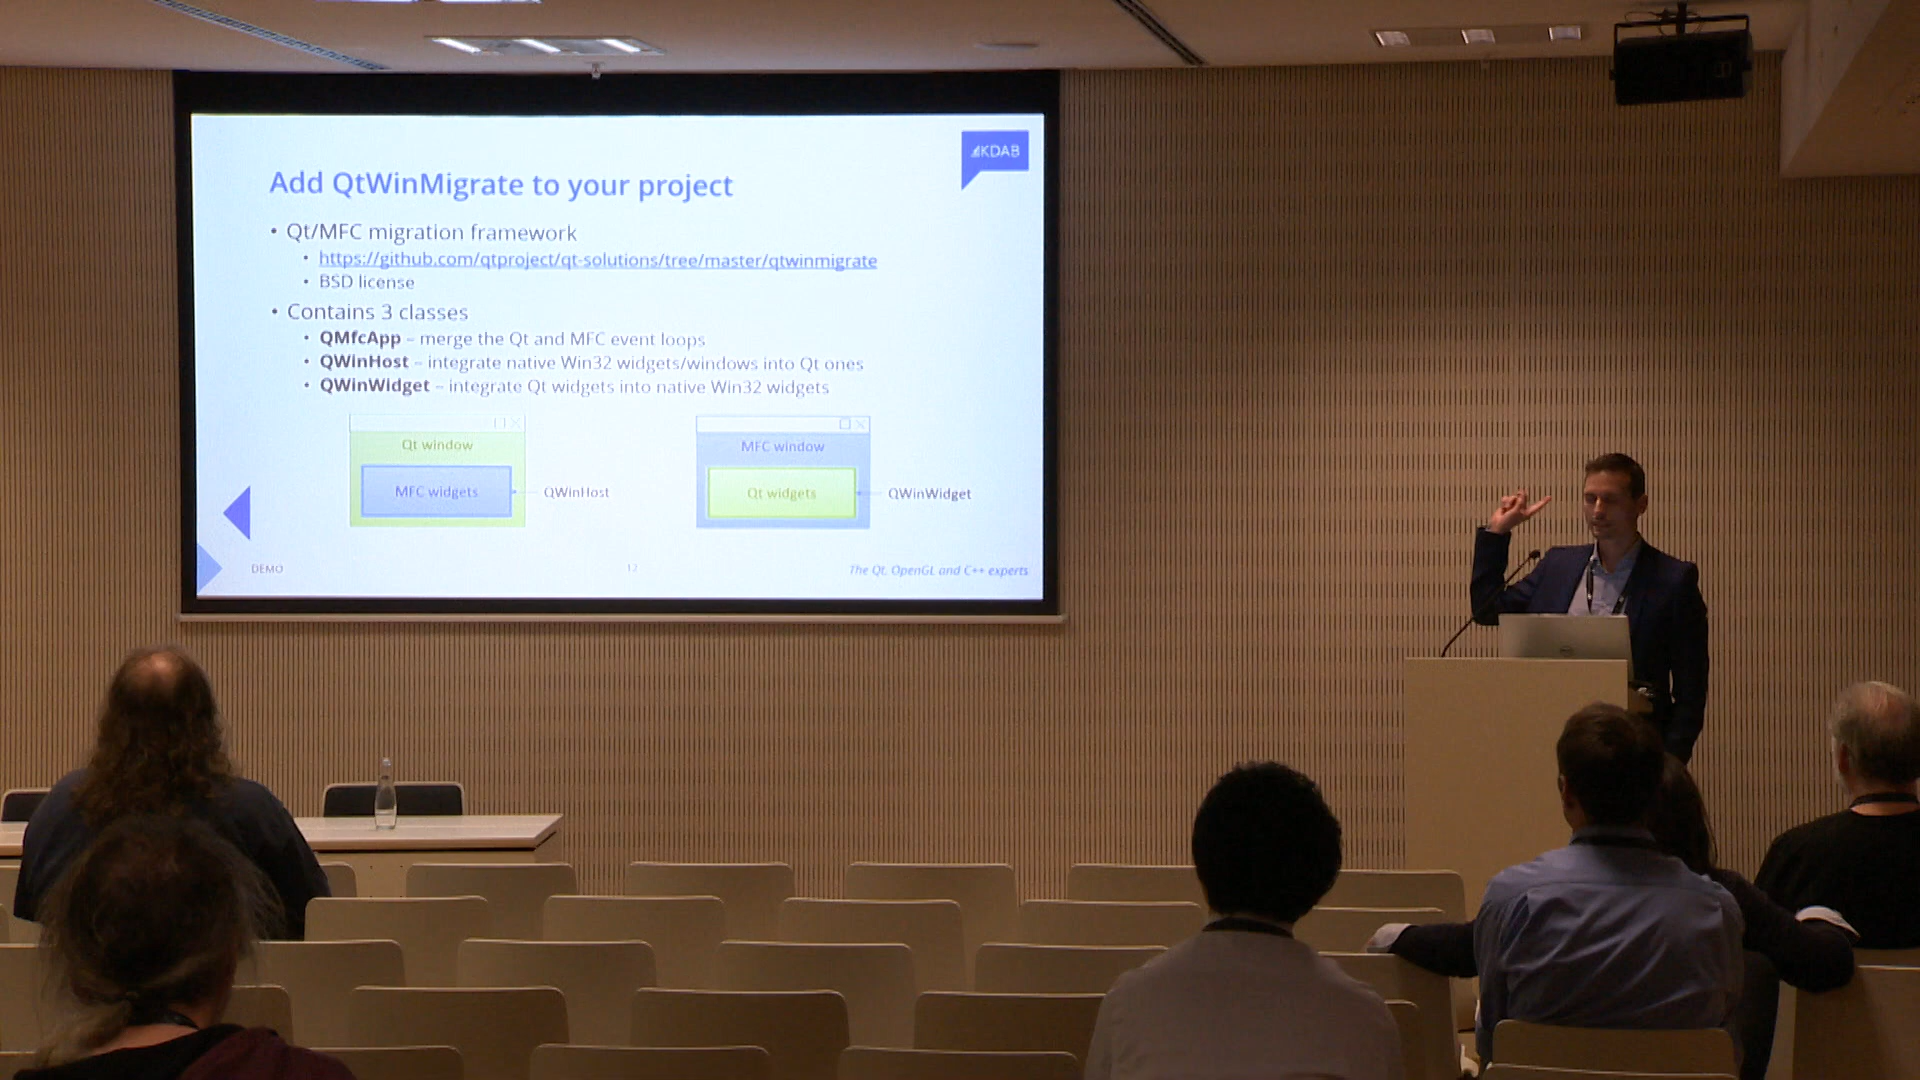 KDAB
Add QtWinMigrate to your project
• Qt/MFC migration framework
• https://github.com/qtproject/qt-solutions/tree/master/qtwinmigrate
• BSD license
• Contains 3 classes
• QMfcApp – merge the Qt and MFC event loops
• QWinHost – integrate native Win32 widgets/windows into Qt ones
• QWinWidget – integrate Qt widgets into native Win32 widgets
Qt window
MFC widgets
QWinHost
MFC window
Qt widgets
QWinWidget
DEMO
The Qt, OpenGL and C++ experts